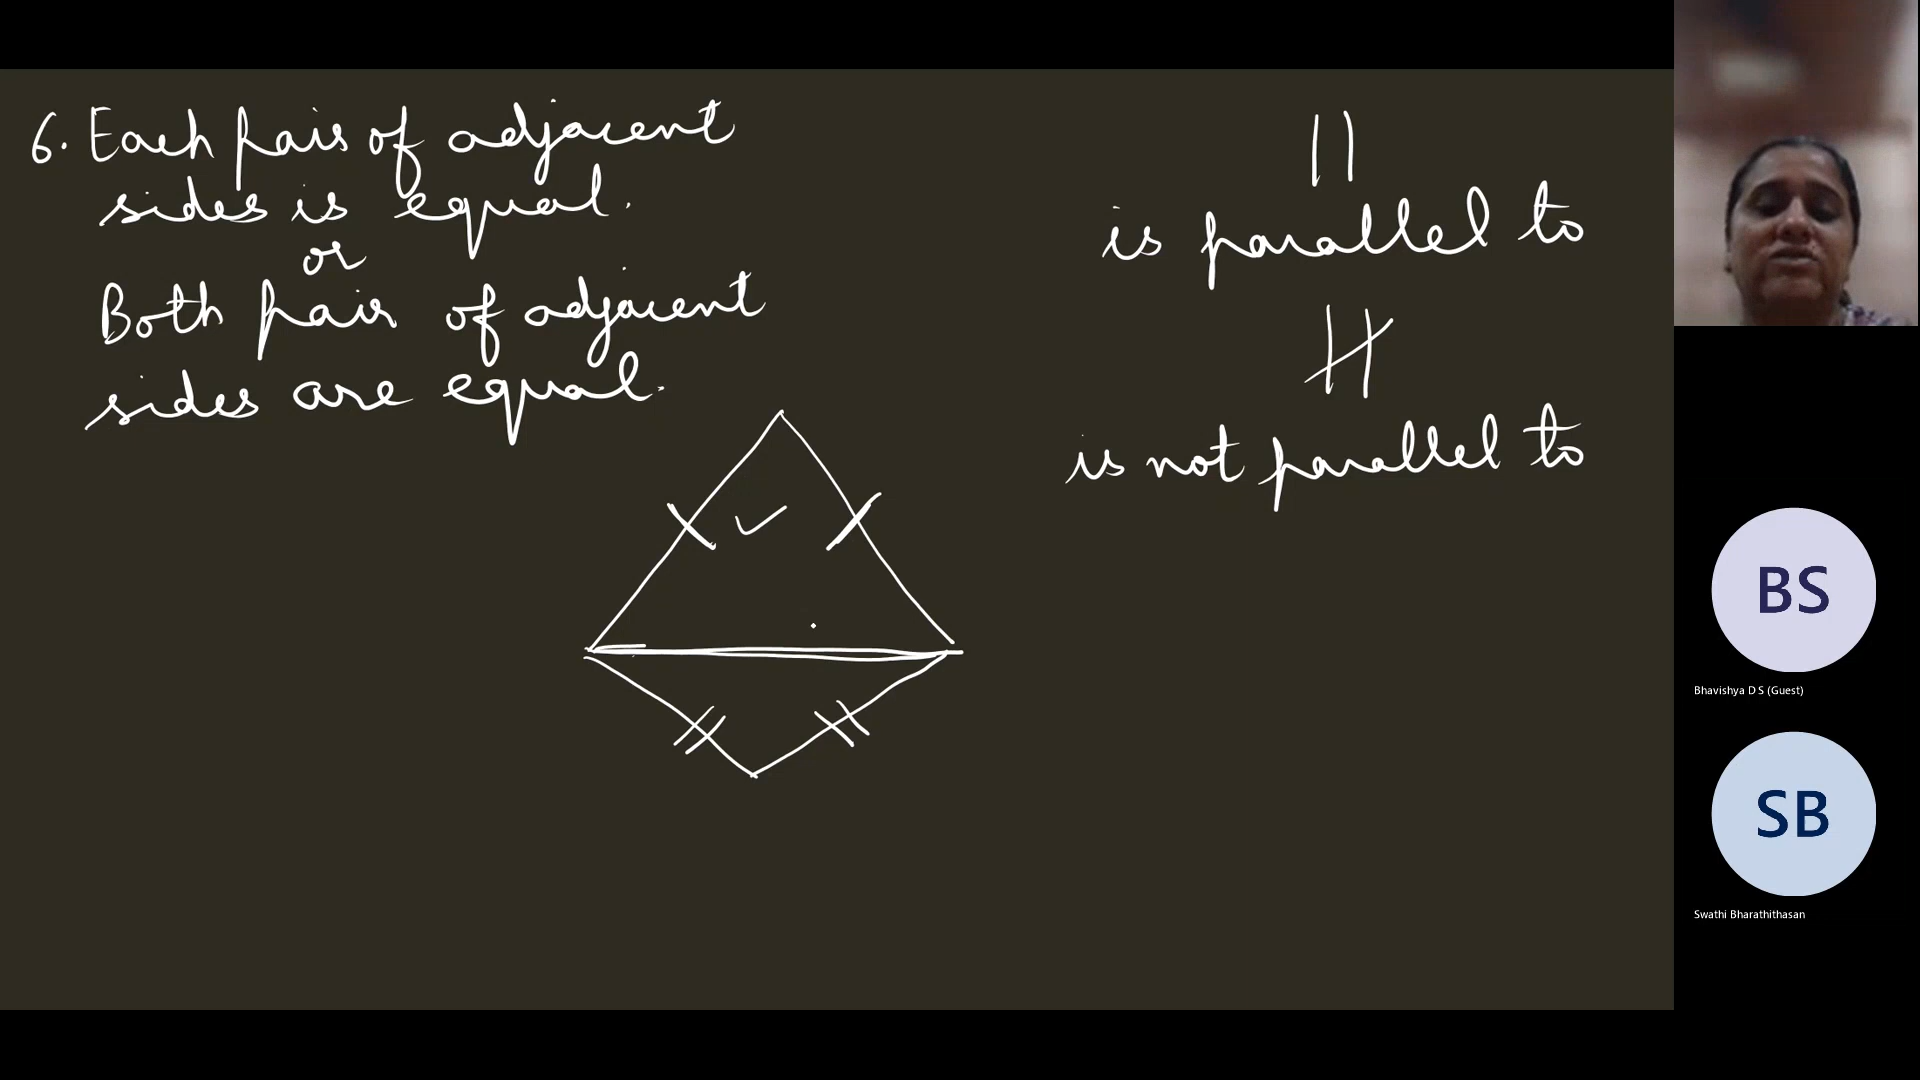 6. Each pair of adjacent
sides is equal.
or
Both pair of adjacent
sides are equal.
||
is parallel to
∦
is not parallel to
BS
Bhavishya D S (Guest)
SB
Swathi Bharathithasan